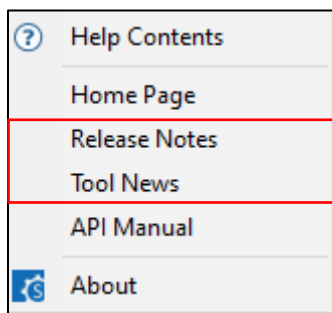 Help Contents
Home Page
Release Notes
Tool News
API Manual
About